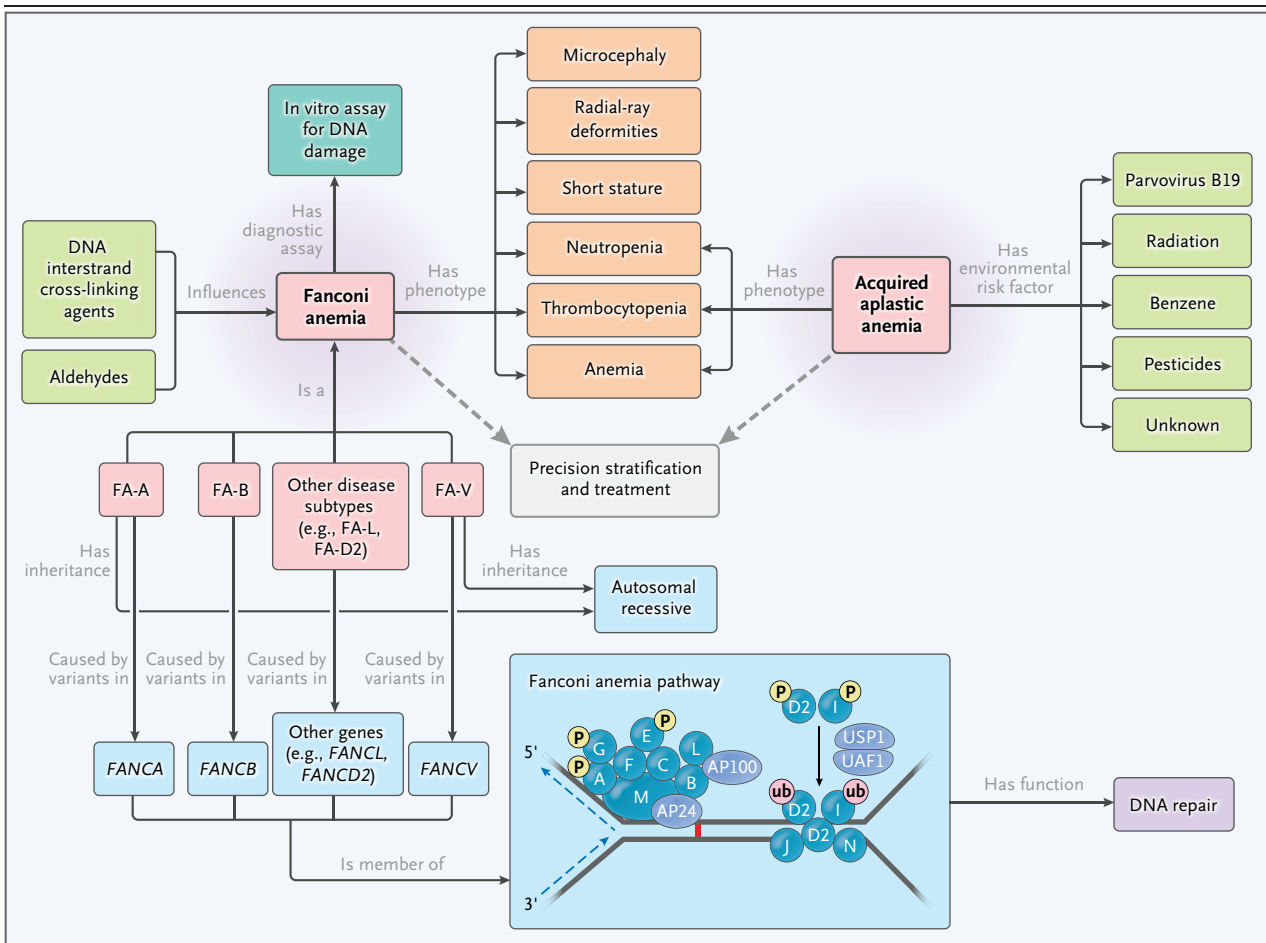 Microcephaly
Radial-ray
deformities
Short stature
Neutropenia
Thrombocytopenia
Anemia
In vitro assay
for DNA
damage
Has
diagnostic
assay
DNA
interstrand
cross-linking
agents
Aldehydes
Influences
Fanconi
anemia
Has
phenotype
Has
phenotype
Acquired
aplastic
anemia
Has
environmental
risk factor
Parvovirus B19
Radiation
Benzene
Pesticides
Unknown
Is a
Precision stratification
and treatment
FA-A
FA-B
Other disease
subtypes
(e.g., FA-L,
FA-D2)
FA-V
Has
inheritance
Has
inheritance
Autosomal
recessive
Caused by
variants in
Caused by
variants in
Caused by
variants in
Caused by
variants in
FANCA
FANCB
Other genes
(e.g., FANCL,
FANCD2)
FANCV
Is member of
Fanconi anemia pathway
5'
3'
P
G
P
A
E
P
F
C
L
B
M
AP100
AP24
P
D2
I
P
USP1
UAF1
ub
D2
I
ub
J
D2
N
Has function
DNA repair